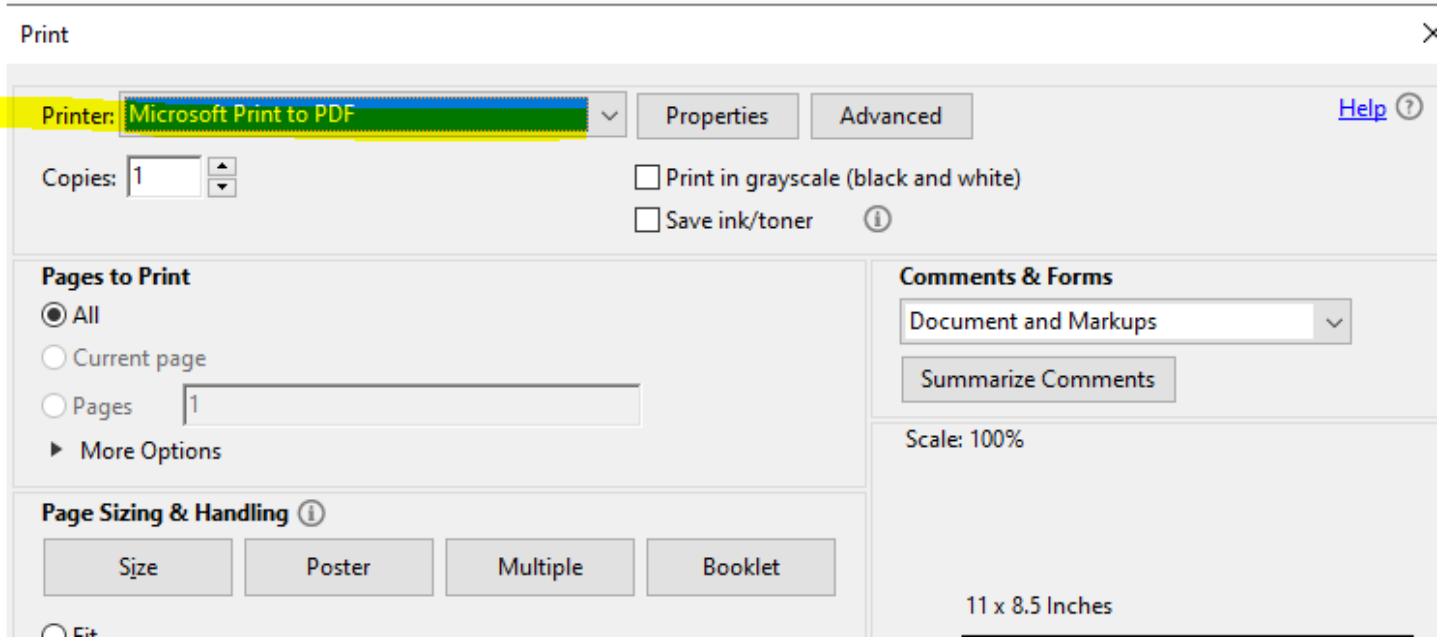 Print
Printer: Microsoft Print to PDF Properties Advanced Help ?
Copies: 1 Print in grayscale (black and white)
Save ink/toner i
Pages to Print
All
Current page
Pages 1
More Options
Comments & Forms
Document and Markups
Summarize Comments
Scale: 100%
Page Sizing & Handling i
Size Poster Multiple Booklet
11 x 8.5 Inches
Fit